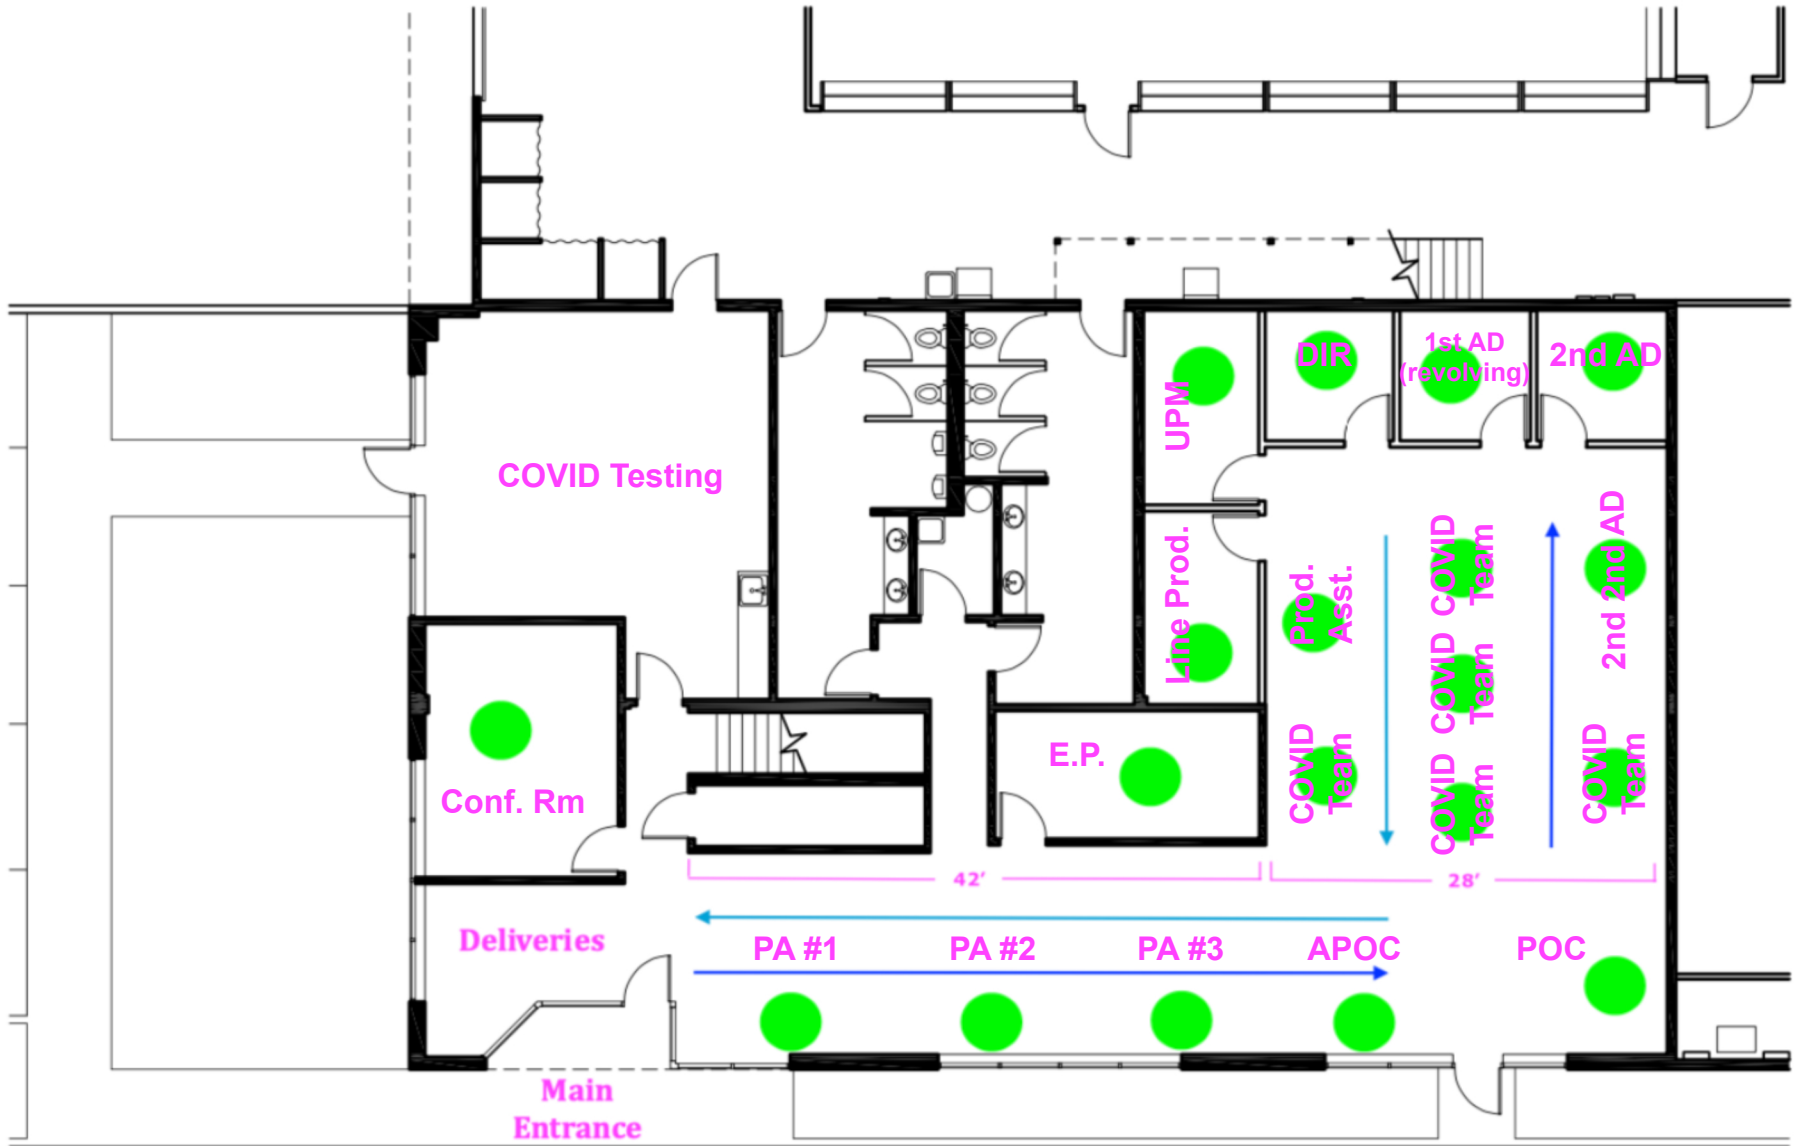 DIR
1st AD
(revolving)
2nd AD
UPM
COVID Testing
Line Prod.
Prod.
Asst.
COVID
Team
2nd 2nd AD
COVID
Team
COVID
Team
COVID
Team
COVID
Team
E.P.
Conf. Rm
42'
28'
Deliveries
PA #1
PA #2
PA #3
APOC
POC
Main
Entrance